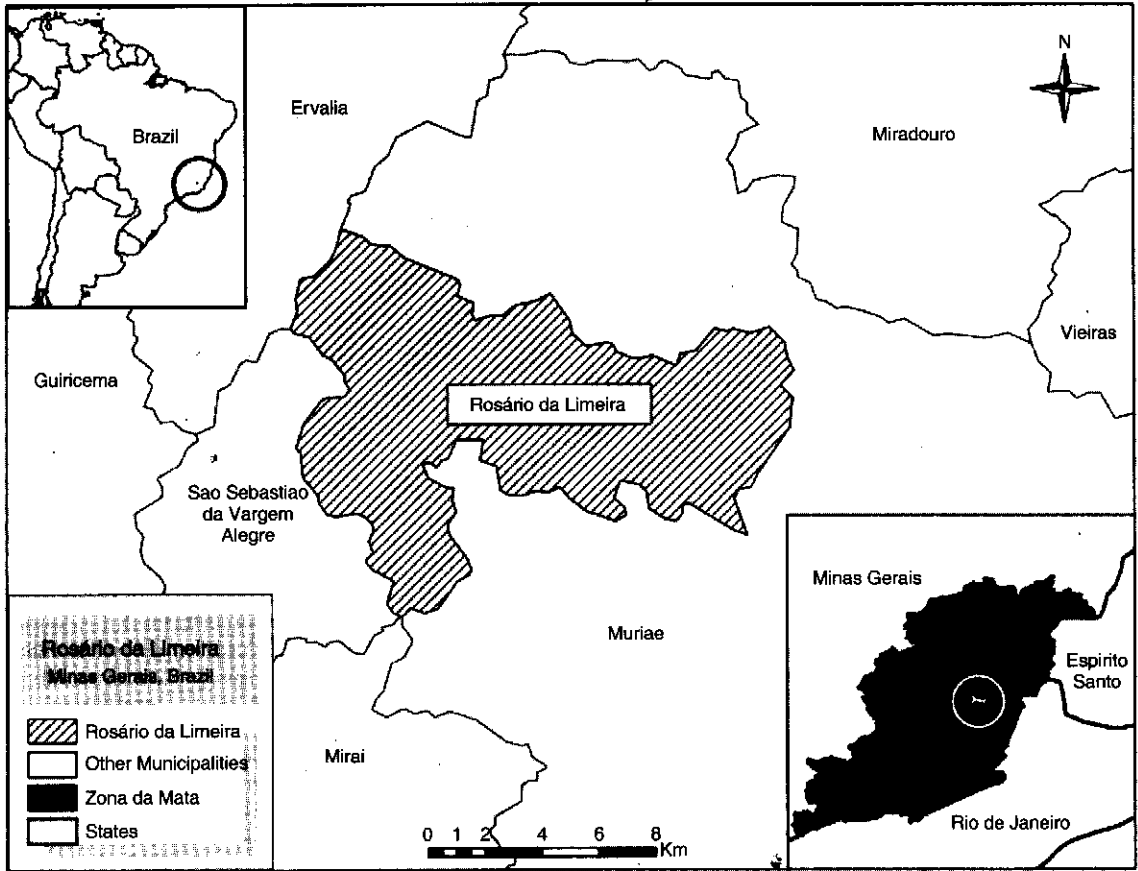 Brazil
Ervalia
N
Miradouro
Vieiras
Guiricema
Rosário da Limeira
Sao Sebastiao
da Vargem
Alegre
Muriae
Mirai
Rosário da Limeira
Minas Gerais, Brazil
Rosário da Limeira
Other Municipalities
Zona da Mata
States
0 1 2 4 6 8
Km
Minas Gerais
Espirito
Santo
Rio de Janeiro